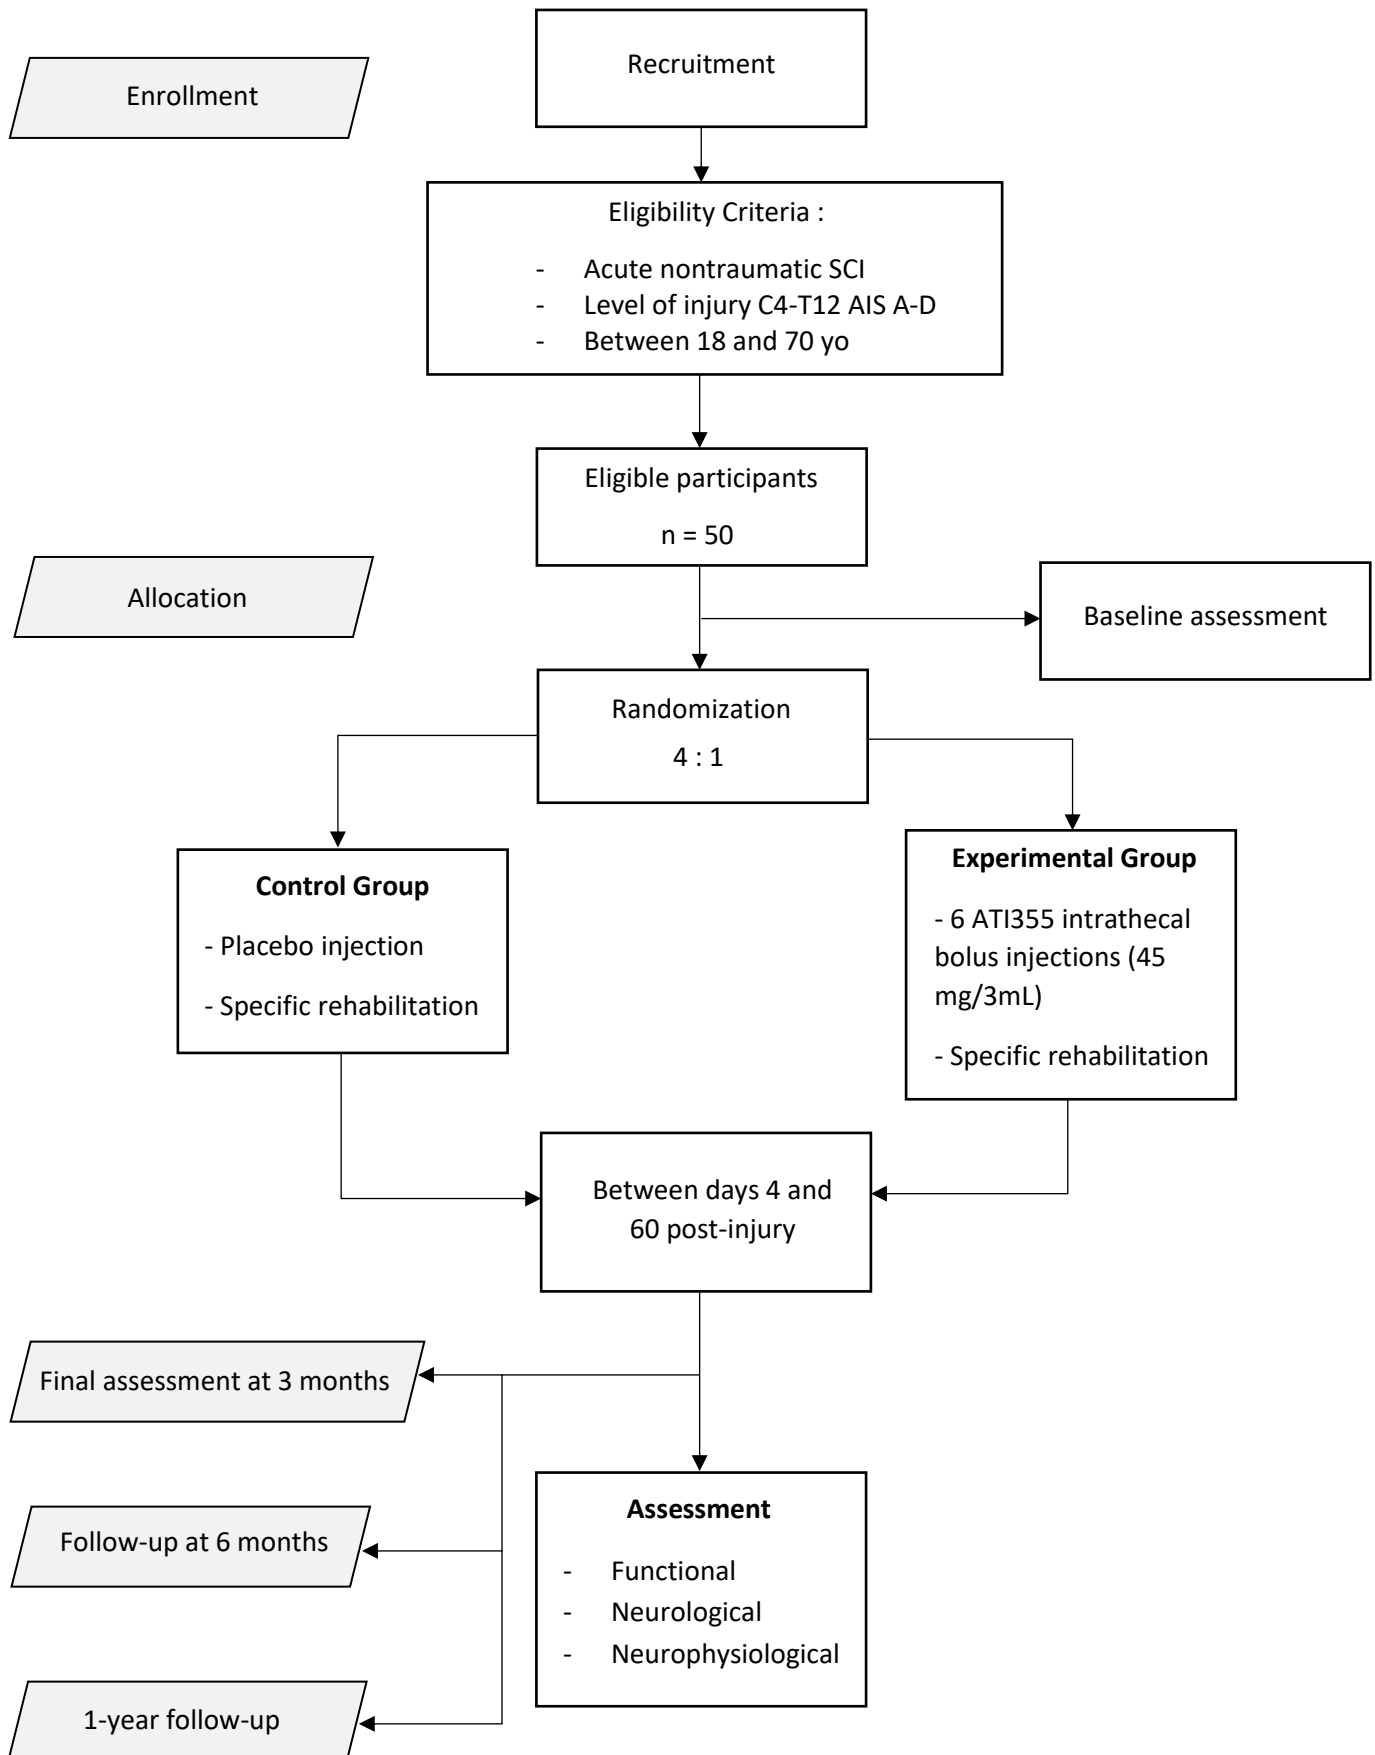 Recruitment
Enrollment
Eligibility Criteria :
- Acute nontraumatic SCI
- Level of injury C4-T12 AIS A-D
- Between 18 and 70 yo
Eligible participants
n = 50
Allocation
Baseline assessment
Randomization
4 : 1
Control Group
- Placebo injection
- Specific rehabilitation
Experimental Group
- 6 ATI355 intrathecal
bolus injections (45
mg/3mL)
- Specific rehabilitation
Between days 4 and
60 post-injury
Final assessment at 3 months
Follow-up at 6 months
1-year follow-up
Assessment
- Functional
- Neurological
- Neurophysiological